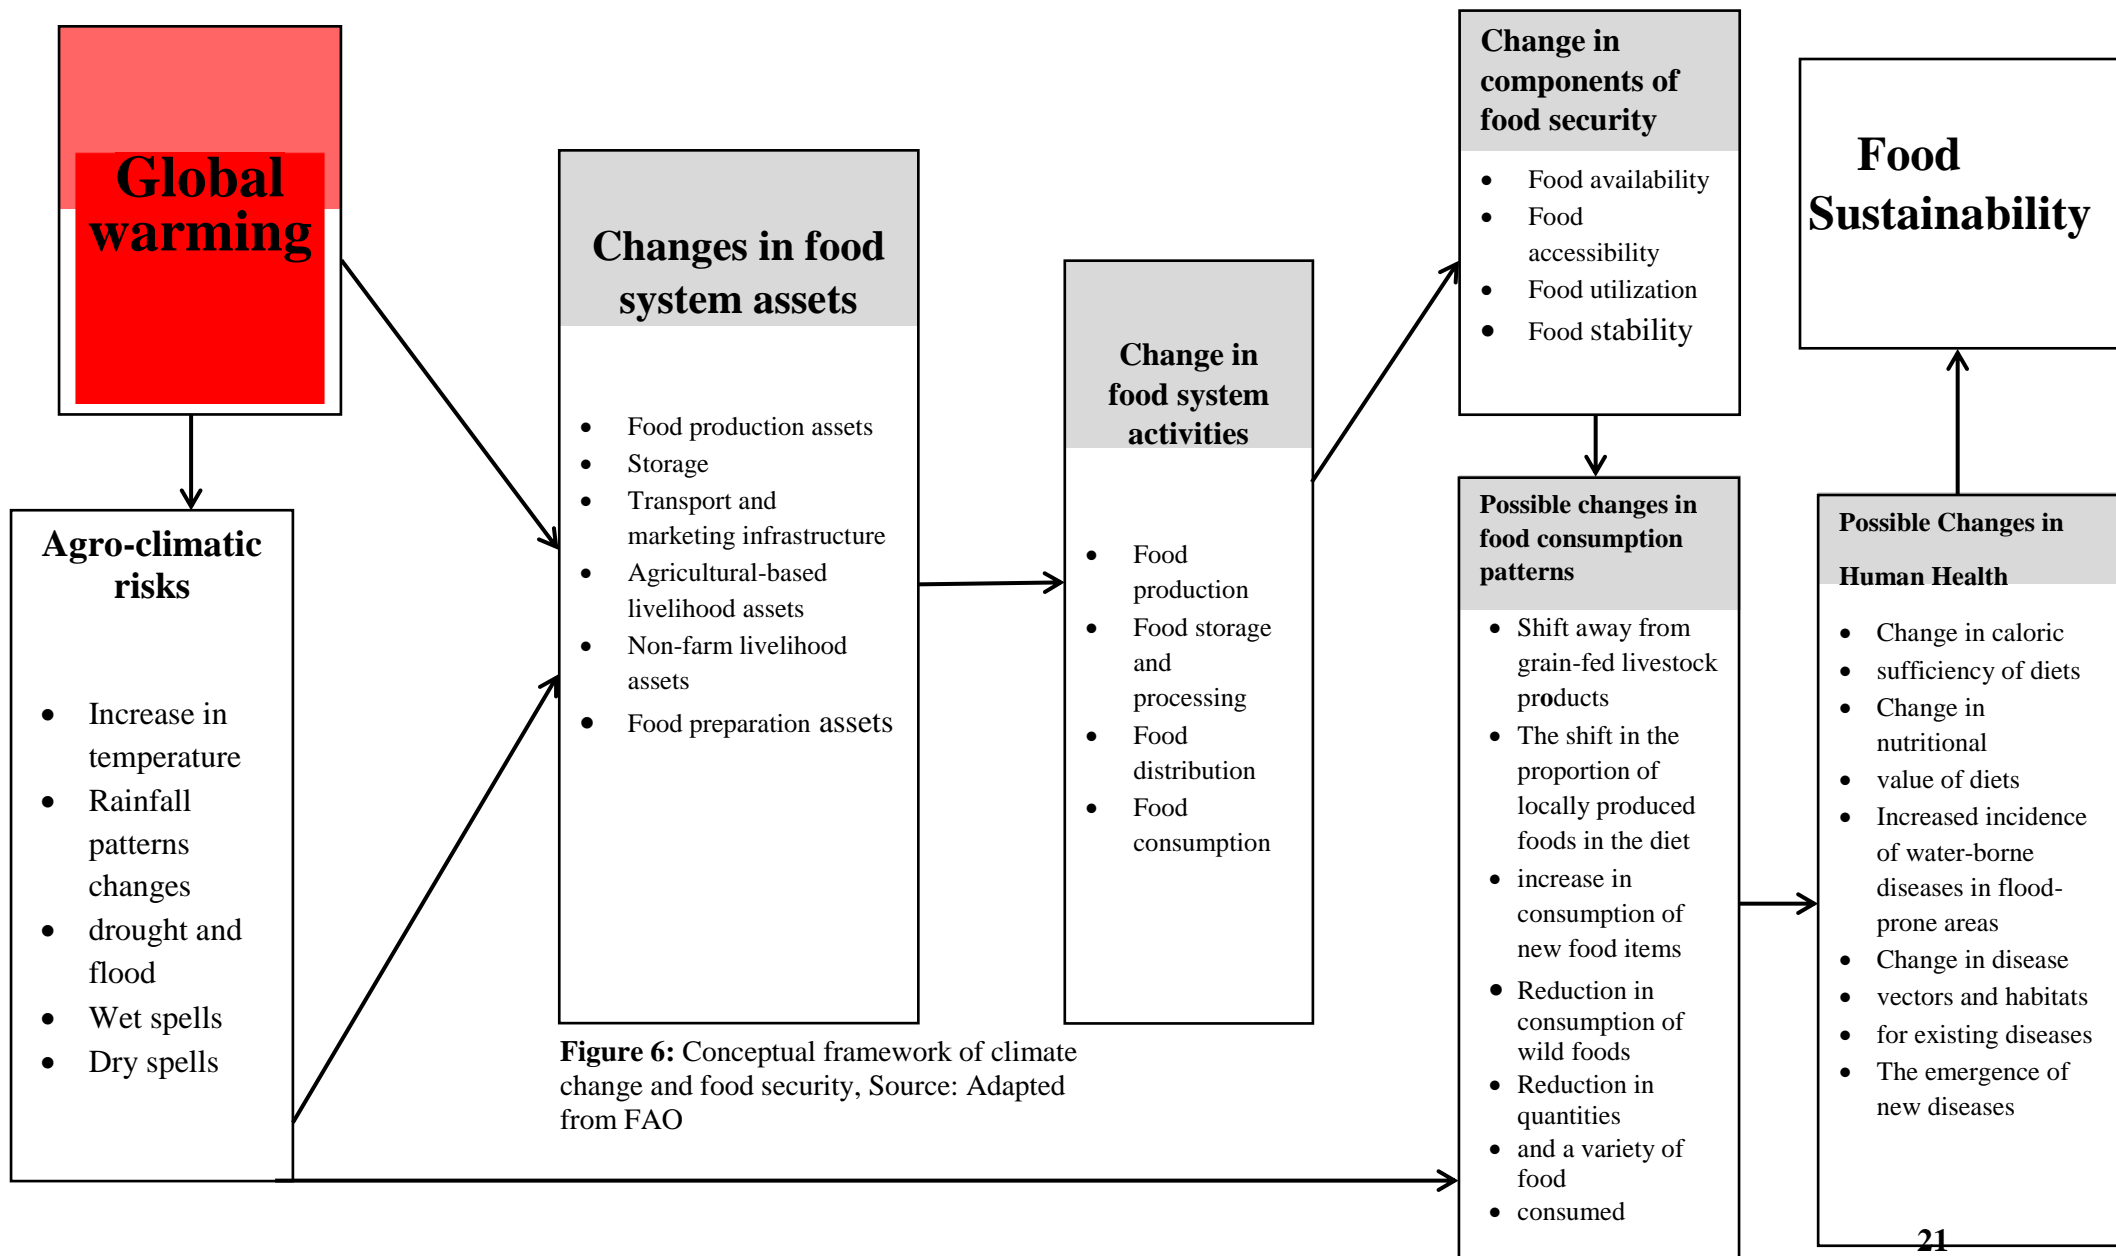 Global
warming
Agro-climatic
risks
• Increase in
temperature
• Rainfall
patterns
changes
• drought and
flood
• Wet spells
• Dry spells
Changes in food
system assets
• Food production assets
• Storage
• Transport and
marketing infrastructure
• Agricultural-based
livelihood assets
• Non-farm livelihood
assets
• Food preparation assets
Figure 6: Conceptual framework of climate
change and food security, Source: Adapted
from FAO
Change in
food system
activities
• Food
production
• Food storage
and
processing
• Food
distribution
• Food
consumption
Change in
components of
food security
• Food availability
• Food
accessibility
• Food utilization
• Food stability
Possible changes in
food consumption
patterns
• Shift away from
grain-fed livestock
products
• The shift in the
proportion of
locally produced
foods in the diet
• increase in
consumption of
new food items
• Reduction in
consumption of
wild foods
• Reduction in
quantities
• and a variety of
food
• consumed
Food
Sustainability
Possible Changes in
Human Health
• Change in caloric
• sufficiency of diets
• Change in
nutritional
• value of diets
• Increased incidence
of water-borne
diseases in flood-
prone areas
• Change in disease
• vectors and habitats
• for existing diseases
• The emergence of
new diseases
21